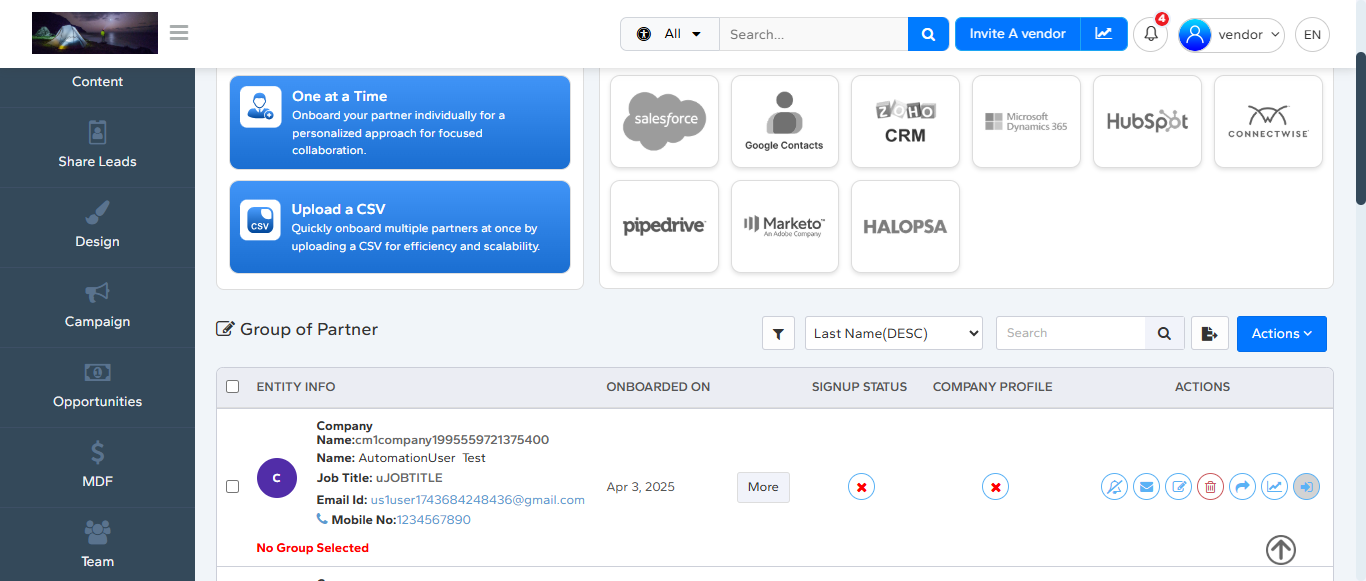 All
Search...
Invite A vendor
4
vendor
EN
Content
Share Leads
Design
Campaign
Opportunities
MDF
Team
One at a Time
Onboard your partner individually for a
personalized approach for focused
collaboration.
CSV
Upload a CSV
Quickly onboard multiple partners at once by
uploading a CSV for efficiency and scalability.
salesforce
Google Contacts
ZOHO
CRM
Microsoft
Dynamics 365
HubSpot
CONNECTWISE
pipedrive
Marketo™
An Adobe Company
HALOPSA
Group of Partner
Last Name(DESC)
Search
Actions
ENTITY INFO
ONBOARDED ON
SIGNUP STATUS
COMPANY PROFILE
ACTIONS
C
Company
Name:cm1company1995559721375400
Name: AutomationUser Test
Job Title: uJOBTITLE
Email Id: us1user1743684248436@gmail.com
Mobile No:1234567890
No Group Selected
Apr 3, 2025
More